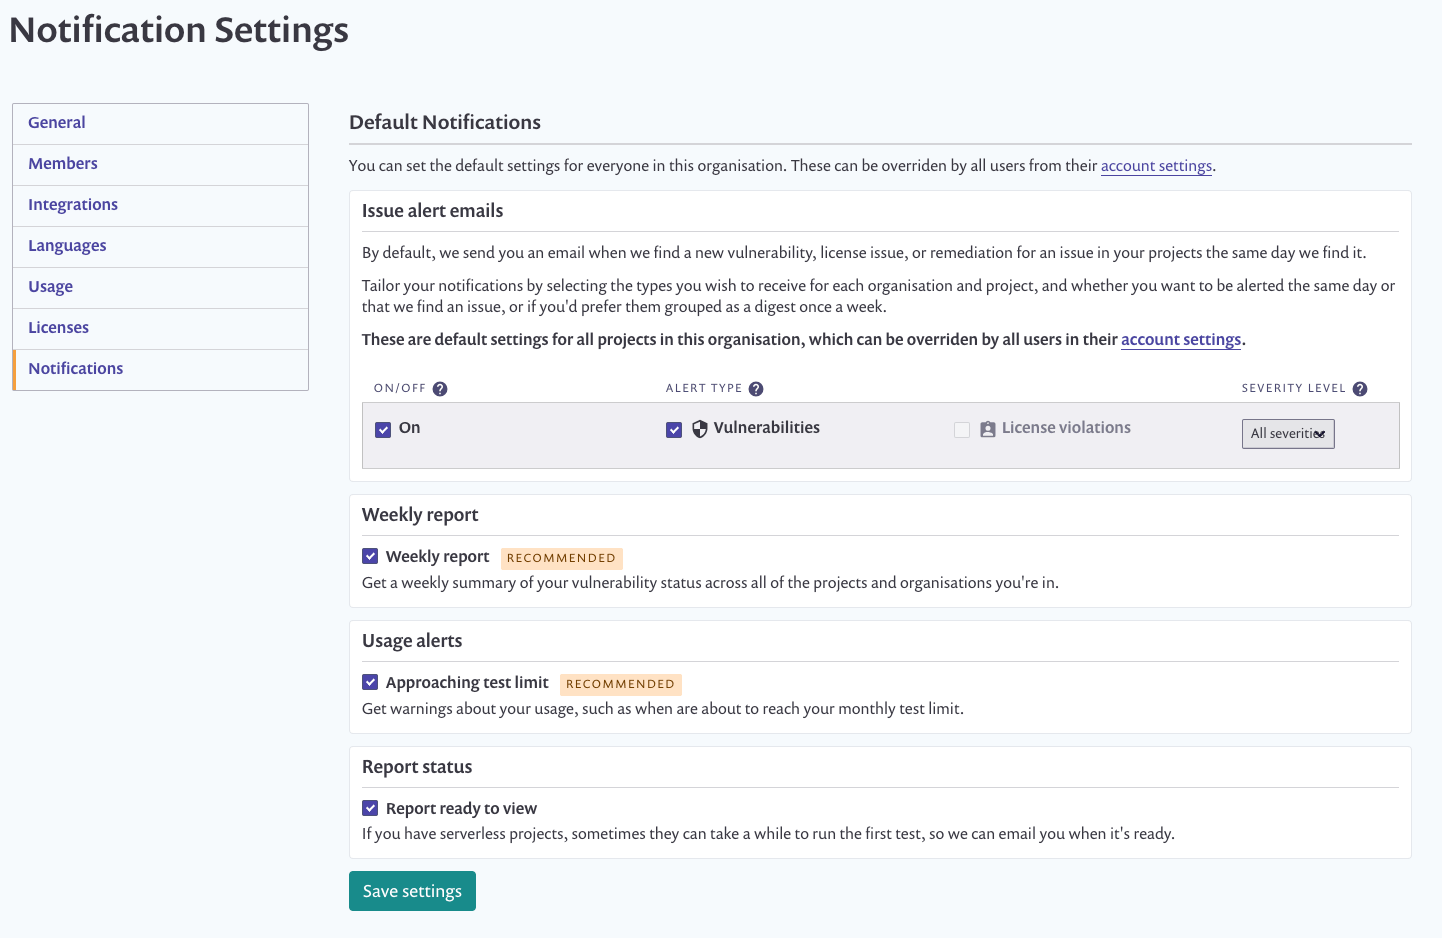 Notification Settings
General
Members
Integrations
Languages
Usage
Licenses
Notifications
Default Notifications
You can set the default settings for everyone in this organisation. These can be overriden by all users from their account settings.
Issue alert emails
By default, we send you an email when we find a new vulnerability, license issue, or remediation for an issue in your projects the same day we find it.
Tailor your notifications by selecting the types you wish to receive for each organisation and project, and whether you want to be alerted the same day or
that we find an issue, or if you'd prefer them grouped as a digest once a week.
These are default settings for all projects in this organisation, which can be overriden by all users in their account settings.
ON/OFF ? ALERT TYPE ? SEVERITY LEVEL ?
On Vulnerabilities License violations All severities
Weekly report
Weekly report RECOMMENDED
Get a weekly summary of your vulnerability status across all of the projects and organisations you're in.
Usage alerts
Approaching test limit RECOMMENDED
Get warnings about your usage, such as when are about to reach your monthly test limit.
Report status
Report ready to view
If you have serverless projects, sometimes they can take a while to run the first test, so we can email you when it's ready.
Save settings